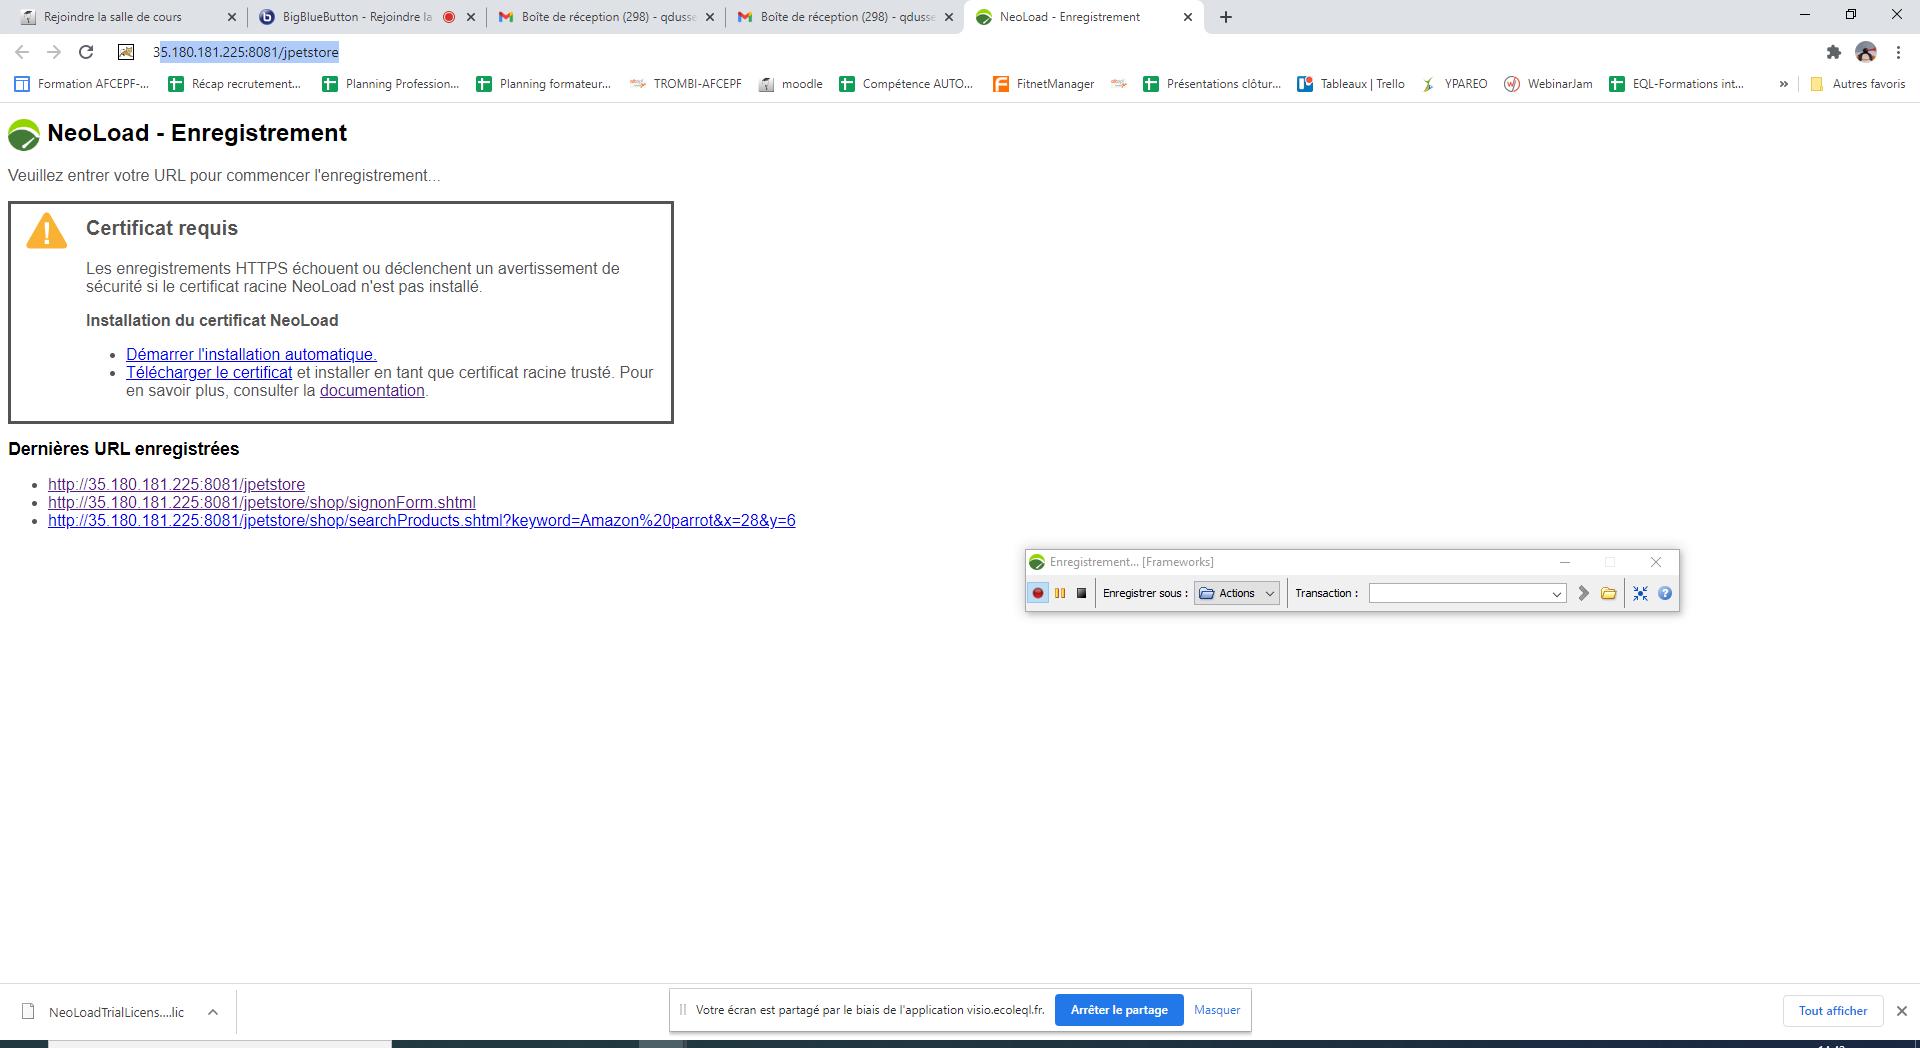 Rejoindre la salle de cours
BigBlueButton - Rejoindre la
Boîte de réception (298) - qdusse
Boîte de réception (298) - qdusse
NeoLoad - Enregistrement
35.180.181.225:8081/jpetstore
Formation AFCEPF-...
Récap recrutement...
Planning Profession...
Planning formateur...
TROMBI-AFCEPF
moodle
Compétence AUTO...
FitnetManager
Présentations clôtur...
Tableaux | Trello
YPAREO
WebinarJam
EQL-Formations int...
»
Autres favoris
NeoLoad - Enregistrement
Veuillez entrer votre URL pour commencer l'enregistrement...
Certificat requis
Les enregistrements HTTPS échouent ou déclenchent un avertissement de
sécurité si le certificat racine NeoLoad n'est pas installé.
Installation du certificat NeoLoad
• Démarrer l'installation automatique.
• Télécharger le certificat et installer en tant que certificat racine trusté. Pour
en savoir plus, consulter la documentation.
Dernières URL enregistrées
• http://35.180.181.225:8081/jpetstore
• http://35.180.181.225:8081/jpetstore/shop/signonForm.shtml
• http://35.180.181.225:8081/jpetstore/shop/searchProducts.shtml?keyword=Amazon%20parrot&x=28&y=6
Enregistrement... [Frameworks]
Enregistrer sous :
Actions
Transaction :
NeoLoadTrialLicens....lic
Votre écran est partagé par le biais de l'application visio.ecoleql.fr.
Arrêter le partage
Masquer
Tout afficher